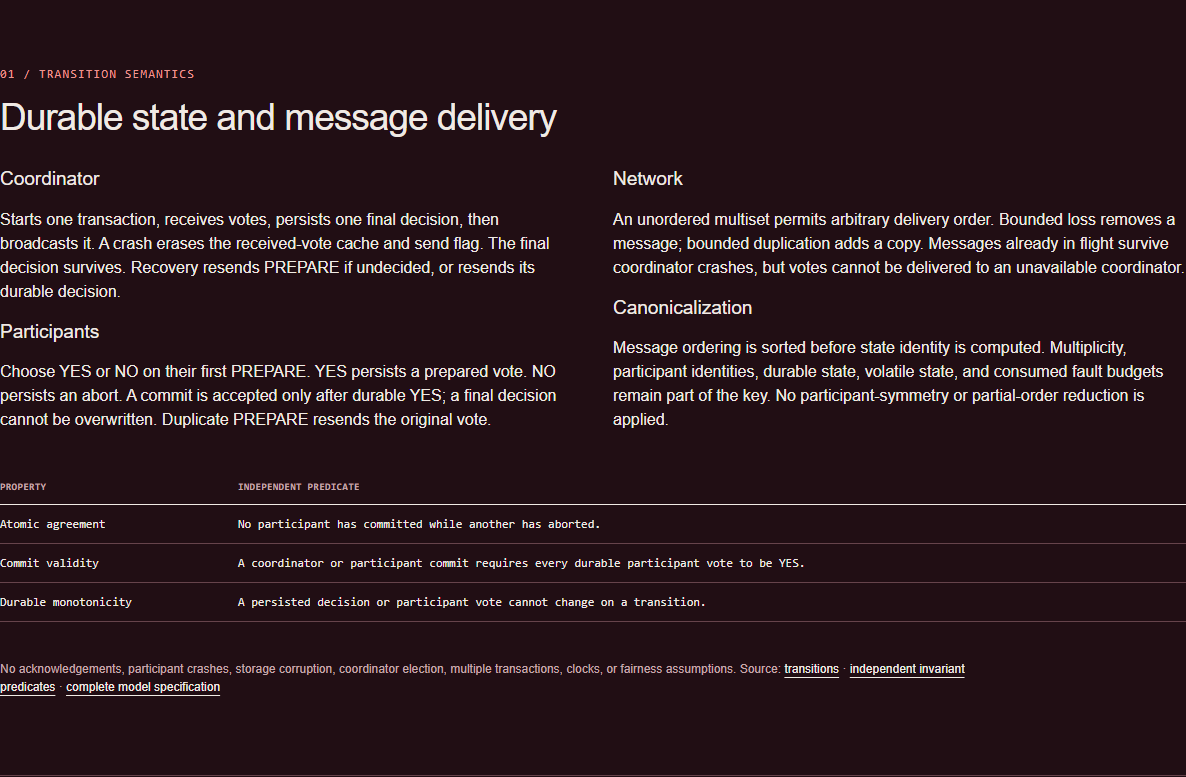 01 / TRANSITION SEMANTICS
Durable state and message delivery
Coordinator
Starts one transaction, receives votes, persists one final decision, then
broadcasts it. A crash erases the received-vote cache and send flag. The final
decision survives. Recovery resends PREPARE if undecided, or resends its
durable decision.
Participants
Choose YES or NO on their first PREPARE. YES persists a prepared vote. NO
persists an abort. A commit is accepted only after durable YES; a final decision
cannot be overwritten. Duplicate PREPARE resends the original vote.
Network
An unordered multiset permits arbitrary delivery order. Bounded loss removes a
message; bounded duplication adds a copy. Messages already in flight survive
coordinator crashes, but votes cannot be delivered to an unavailable coordinator.
Canonicalization
Message ordering is sorted before state identity is computed. Multiplicity,
participant identities, durable state, volatile state, and consumed fault budgets
remain part of the key. No participant-symmetry or partial-order reduction is
applied.
PROPERTY INDEPENDENT PREDICATE
Atomic agreement No participant has committed while another has aborted.
Commit validity A coordinator or participant commit requires every durable participant vote to be YES.
Durable monotonicity A persisted decision or participant vote cannot change on a transition.
No acknowledgements, participant crashes, storage corruption, coordinator election, multiple transactions, clocks, or fairness assumptions. Source: transitions · independent invariant
predicates · complete model specification